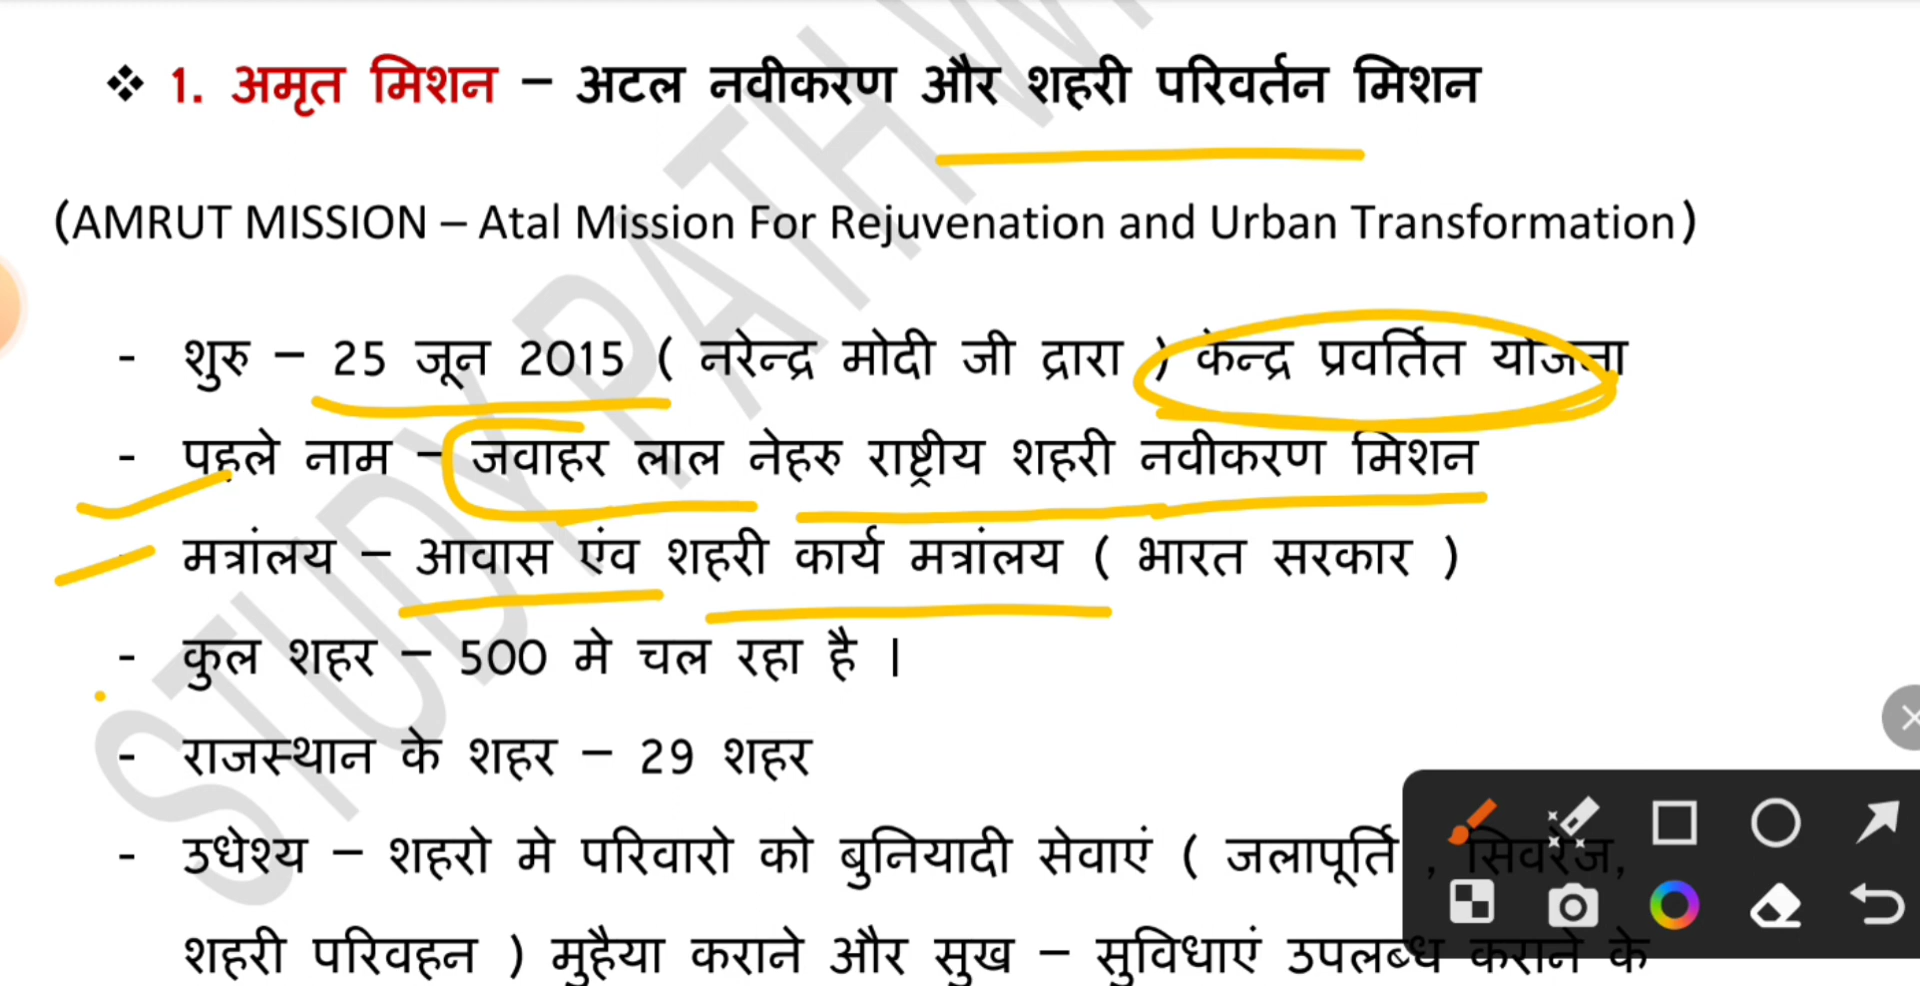 ❖ 1. अमृत मिशन – अटल नवीकरण और शहरी परिवर्तन मिशन
(AMRUT MISSION – Atal Mission For Rejuvenation and Urban Transformation)
- शुरु – 25 जून 2015 ( नरेन्द्र मोदी जी द्रारा ) केन्द्र प्रवर्तित योजना
- पहले नाम – जवाहर लाल नेहरु राष्ट्रीय शहरी नवीकरण मिशन
- मत्रांलय – आवास एंव शहरी कार्य मत्रांलय ( भारत सरकार )
- कुल शहर – 500 मे चल रहा है ।
- राजस्थान के शहर – 29 शहर
- उधेश्य – शहरो मे परिवारो को बुनियादी सेवाएं ( जलापूर्ति , सिवरेज,
शहरी परिवहन ) मुहैया कराने और सुख – सुविधाएं उपलब्ध कराने के
STUDY PATH W